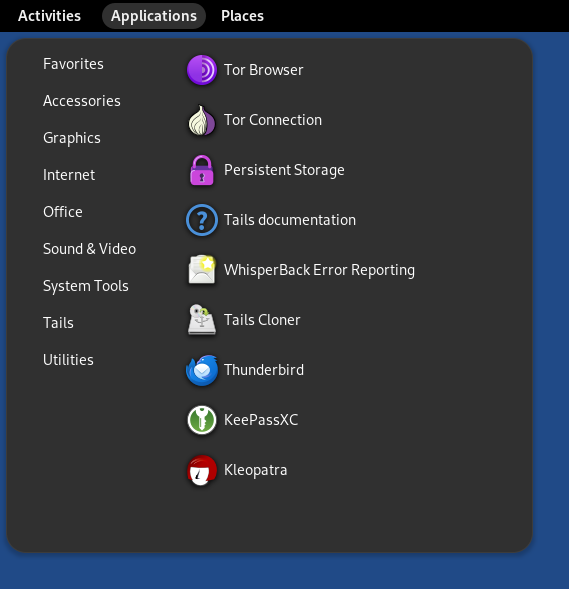 Activities Applications Places
Favorites
Accessories
Graphics
Internet
Office
Sound & Video
System Tools
Tails
Utilities
Tor Browser
Tor Connection
Persistent Storage
Tails documentation
WhisperBack Error Reporting
Tails Cloner
Thunderbird
KeePassXC
Kleopatra